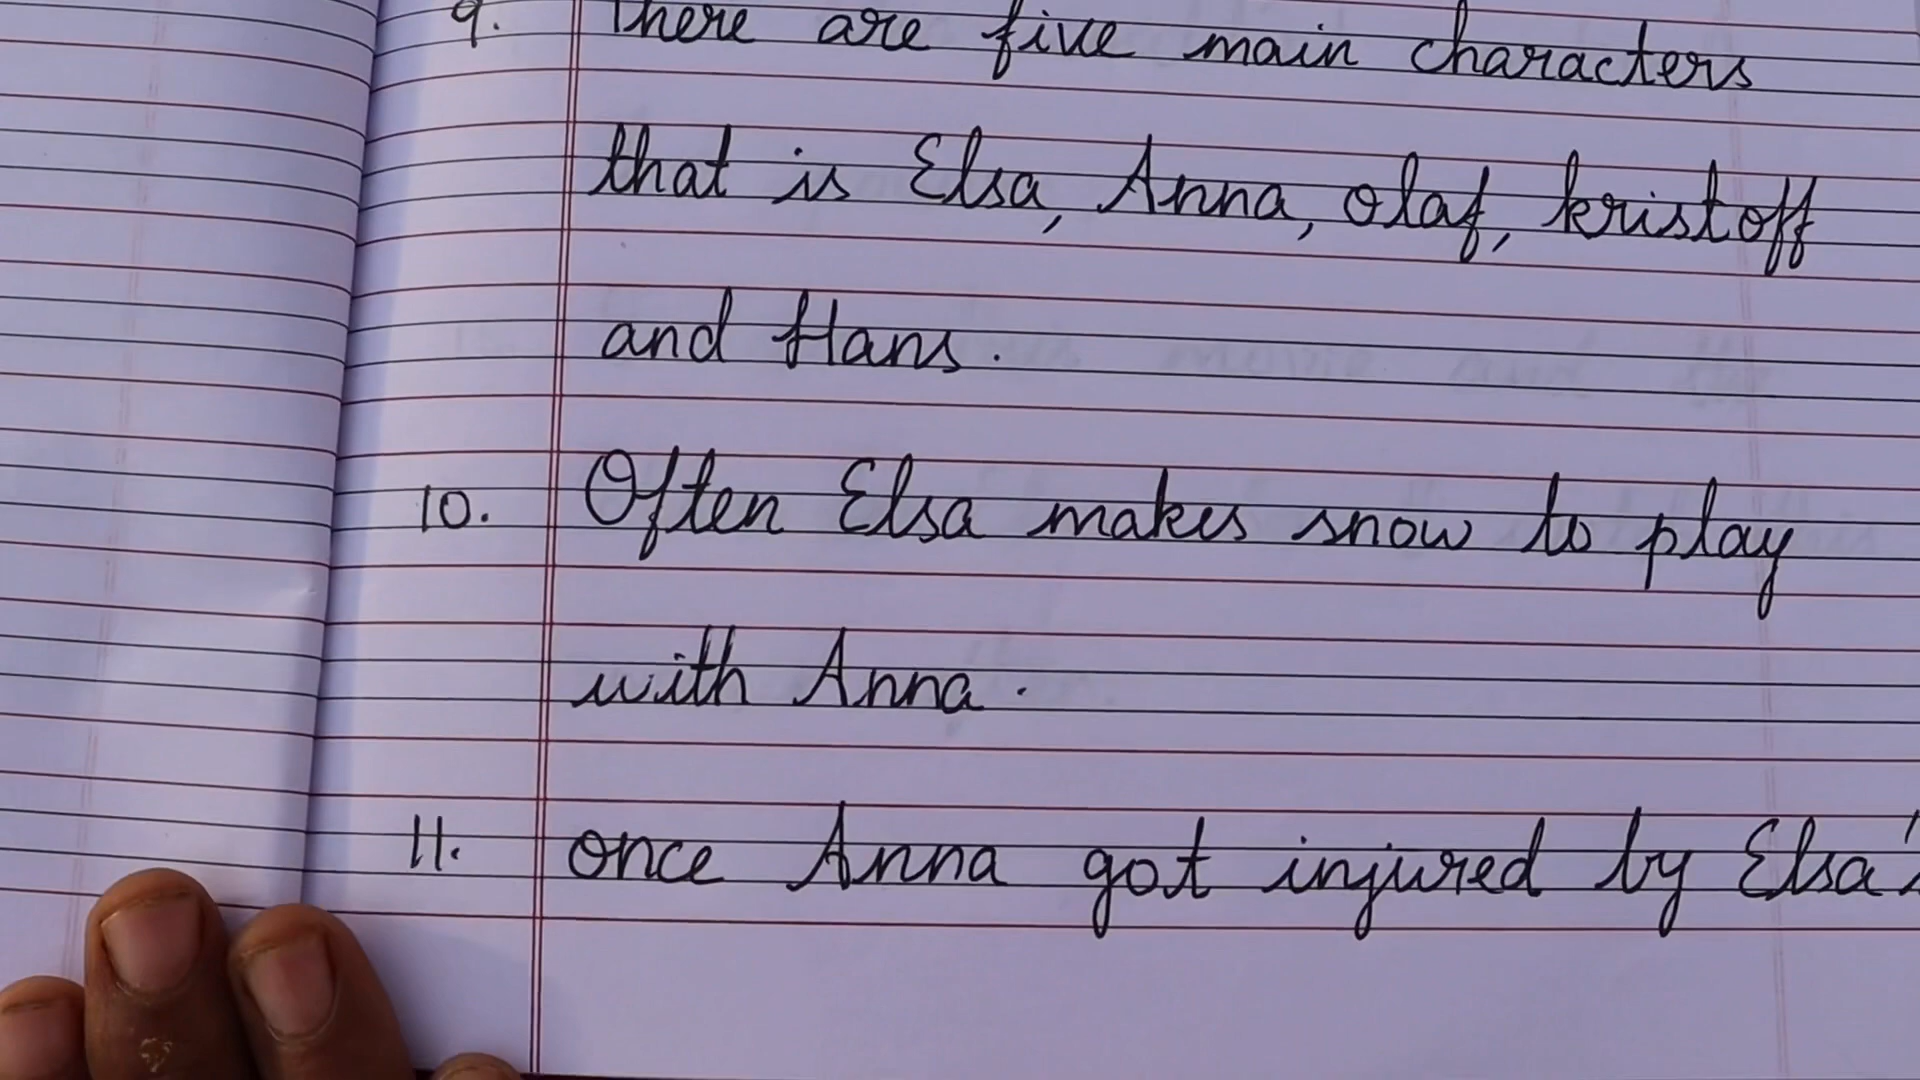 9. There are five main characters
that is Elsa, Anna, olaf, kristoff
and Hans.
10. Often Elsa makes snow to play
with Anna.
11. once Anna got injured by Elsa's